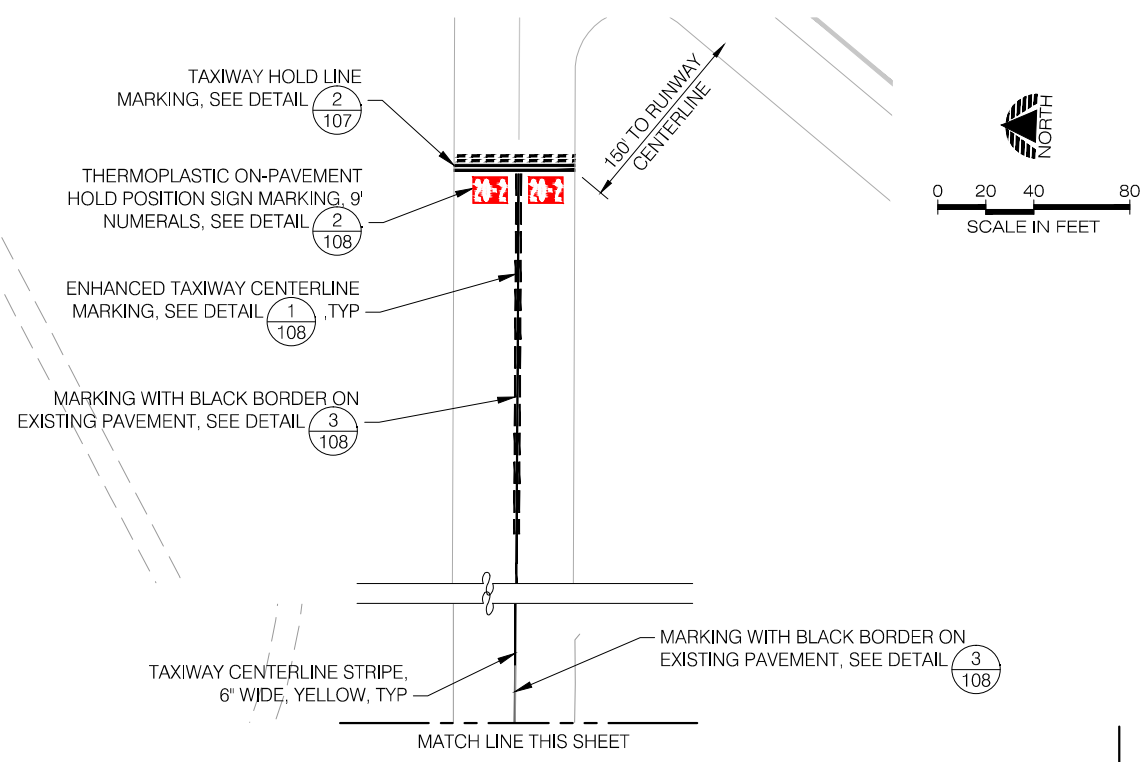 TAXIWAY HOLD LINE
MARKING, SEE DETAIL 2
107
THERMOPLASTIC ON-PAVEMENT
HOLD POSITION SIGN MARKING, 9'
NUMERALS, SEE DETAIL 2
108
ENHANCED TAXIWAY CENTERLINE
MARKING, SEE DETAIL 1 ,TYP
108
MARKING WITH BLACK BORDER ON
EXISTING PAVEMENT, SEE DETAIL 3
108
TAXIWAY CENTERLINE STRIPE,
6" WIDE, YELLOW, TYP
150' TO RUNWAY
CENTERLINE
NORTH
0 20 40 80
SCALE IN FEET
MARKING WITH BLACK BORDER ON
EXISTING PAVEMENT, SEE DETAIL 3
108
MATCH LINE THIS SHEET